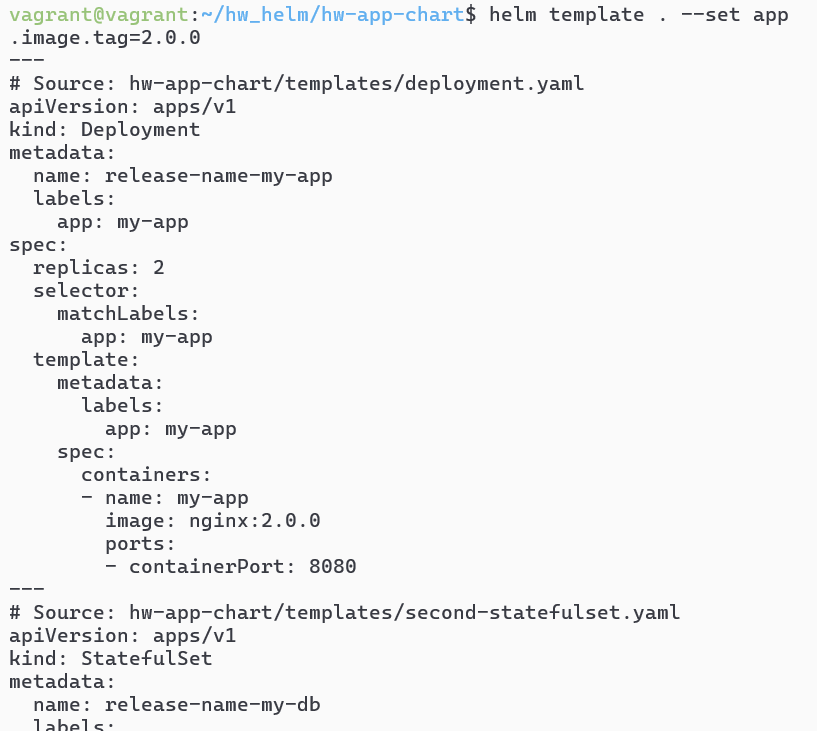 vagrant@vagrant:~/hw_helm/hw-app-chart$ helm template . --set app
.image.tag=2.0.0
---
# Source: hw-app-chart/templates/deployment.yaml
apiVersion: apps/v1
kind: Deployment
metadata:
  name: release-name-my-app
  labels:
    app: my-app
spec:
  replicas: 2
  selector:
    matchLabels:
      app: my-app
  template:
    metadata:
      labels:
        app: my-app
    spec:
      containers:
      - name: my-app
        image: nginx:2.0.0
        ports:
        - containerPort: 8080
---
# Source: hw-app-chart/templates/second-statefulset.yaml
apiVersion: apps/v1
kind: StatefulSet
metadata:
  name: release-name-my-db
  labels: